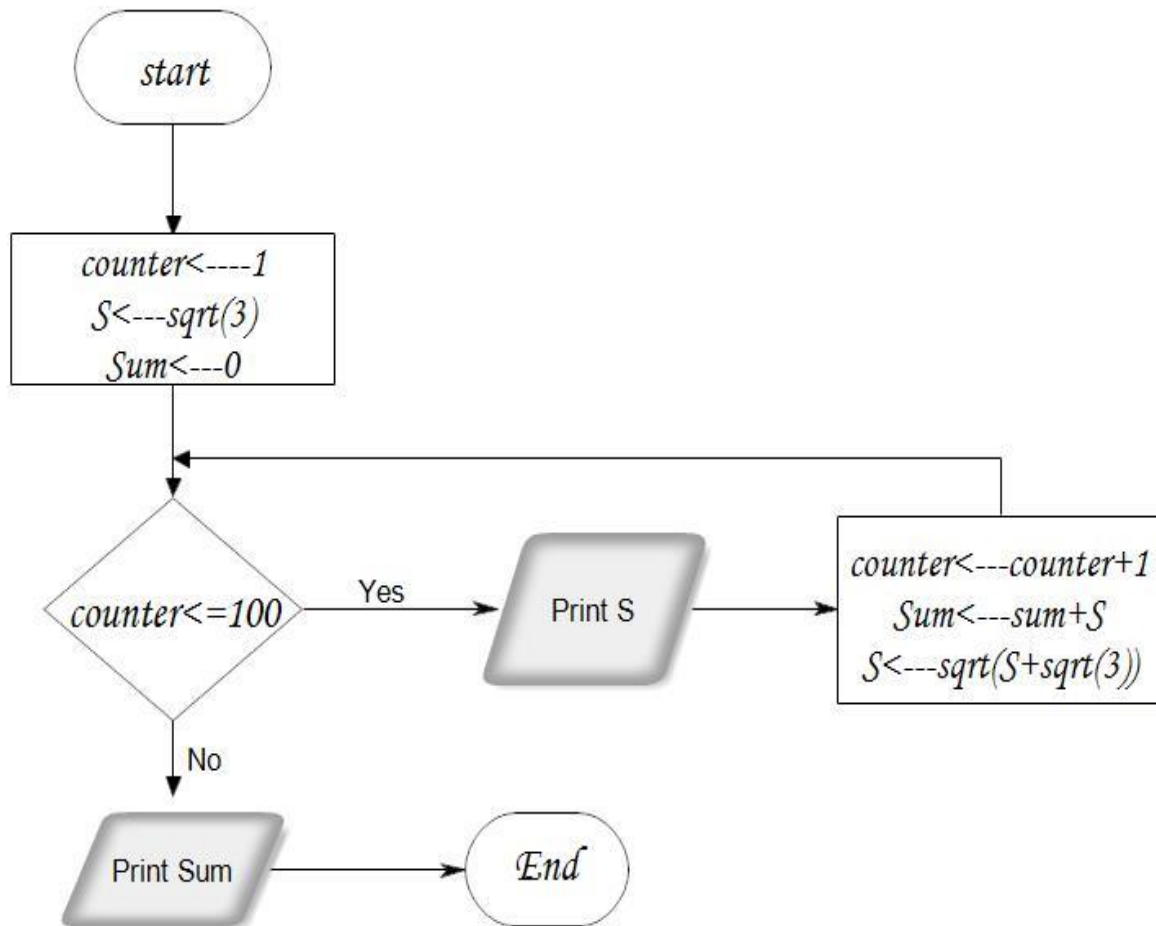 start
counter<----1
S<---sqrt(3)
Sum<---0
counter<=100
Yes
Print S
counter<---counter+1
Sum<---sum+S
S<---sqrt(S+sqrt(3))
No
Print Sum
End